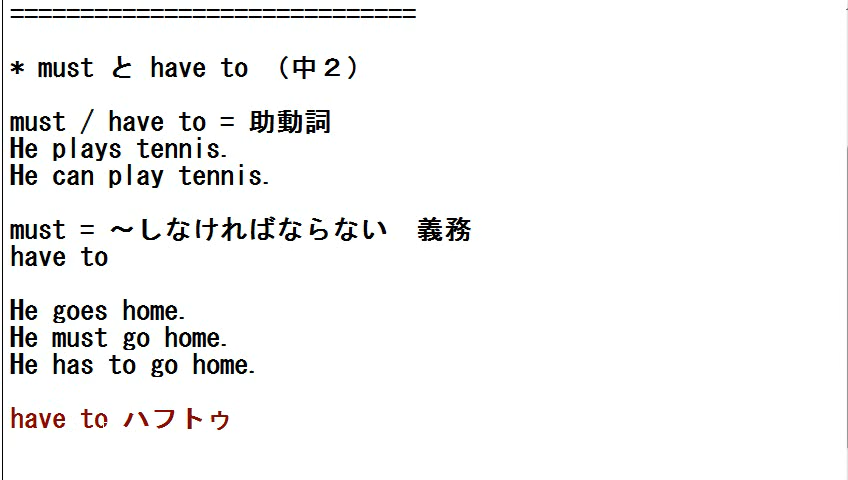 =============================
* must と have to （中２）
must / have to = 助動詞
He plays tennis.
He can play tennis.
must = ～しなければならない　義務
have to
He goes home.
He must go home.
He has to go home.
have to ハフトゥ